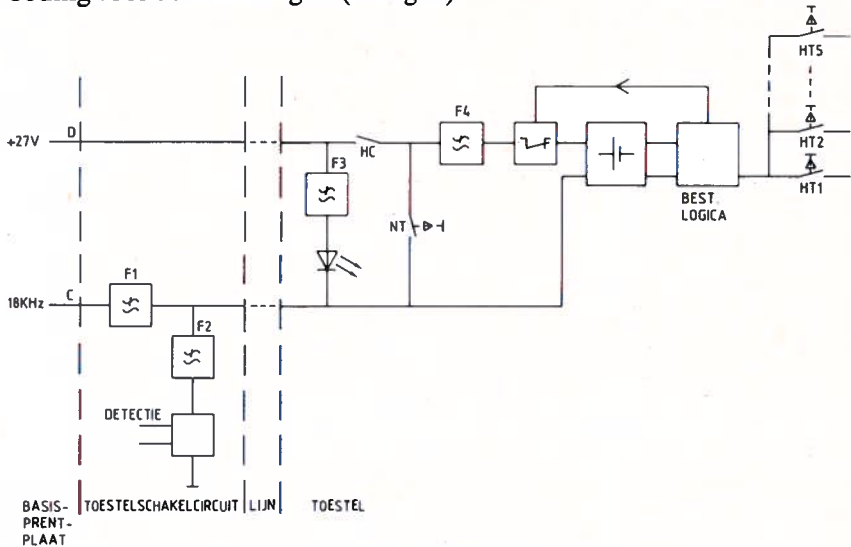 HT5
F4
+27V
D
HC
HT2
F3
HT1
BEST.
LOGICA
NT
F1
18KHz
C
F2
DETECTIE
BASIS-
PRENT-
PLAAT
TOESTELSCHAKELCIRCUIT
LIJN
TOESTEL